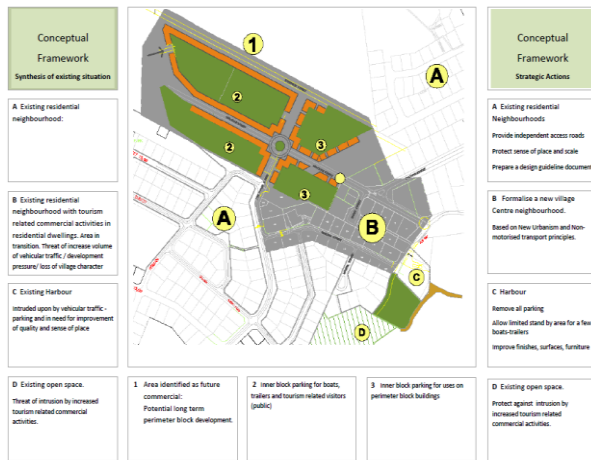 Conceptual
Framework
Synthesis of existing situation
A Existing residential
neighbourhood:
B Existing residential
neighbourhood with tourism
related commercial activities in
residential dwellings. Area in
transition. Threat of increase volume
of vehicular traffic / development
pressure/ loss of village character
C Existing Harbour
Intruded upon by vehicular traffic -
parking and in need for improvement
of quality and sense of place
D Existing open space.
Threat of intrusion by increased
tourism related commercial
activities.
1
2
2
3
3
A
A
B
C
D
1 Area identified as future
commercial:
Potential long term
perimeter block development.
2 inner block parking for boats,
trailers and tourism related visitors
(public)
3 Inner block parking for uses on
perimeter block buildings
Conceptual
Framework
Strategic Actions
A Existing residential
Neighbourhoods
Provide independent access roads
Protect sense of place and scale
Prepare a design guideline document
B Formalise a new village
Centre neighbourhood.
Based on New Urbanism and Non-
motorised transport principles.
C Harbour
Remove all parking
Allow limited stand by area for a few
boats-trailers
Improve finishes, surfaces, furniture
D Existing open space.
Protect against intrusion by
increased tourism related
commercial activities.